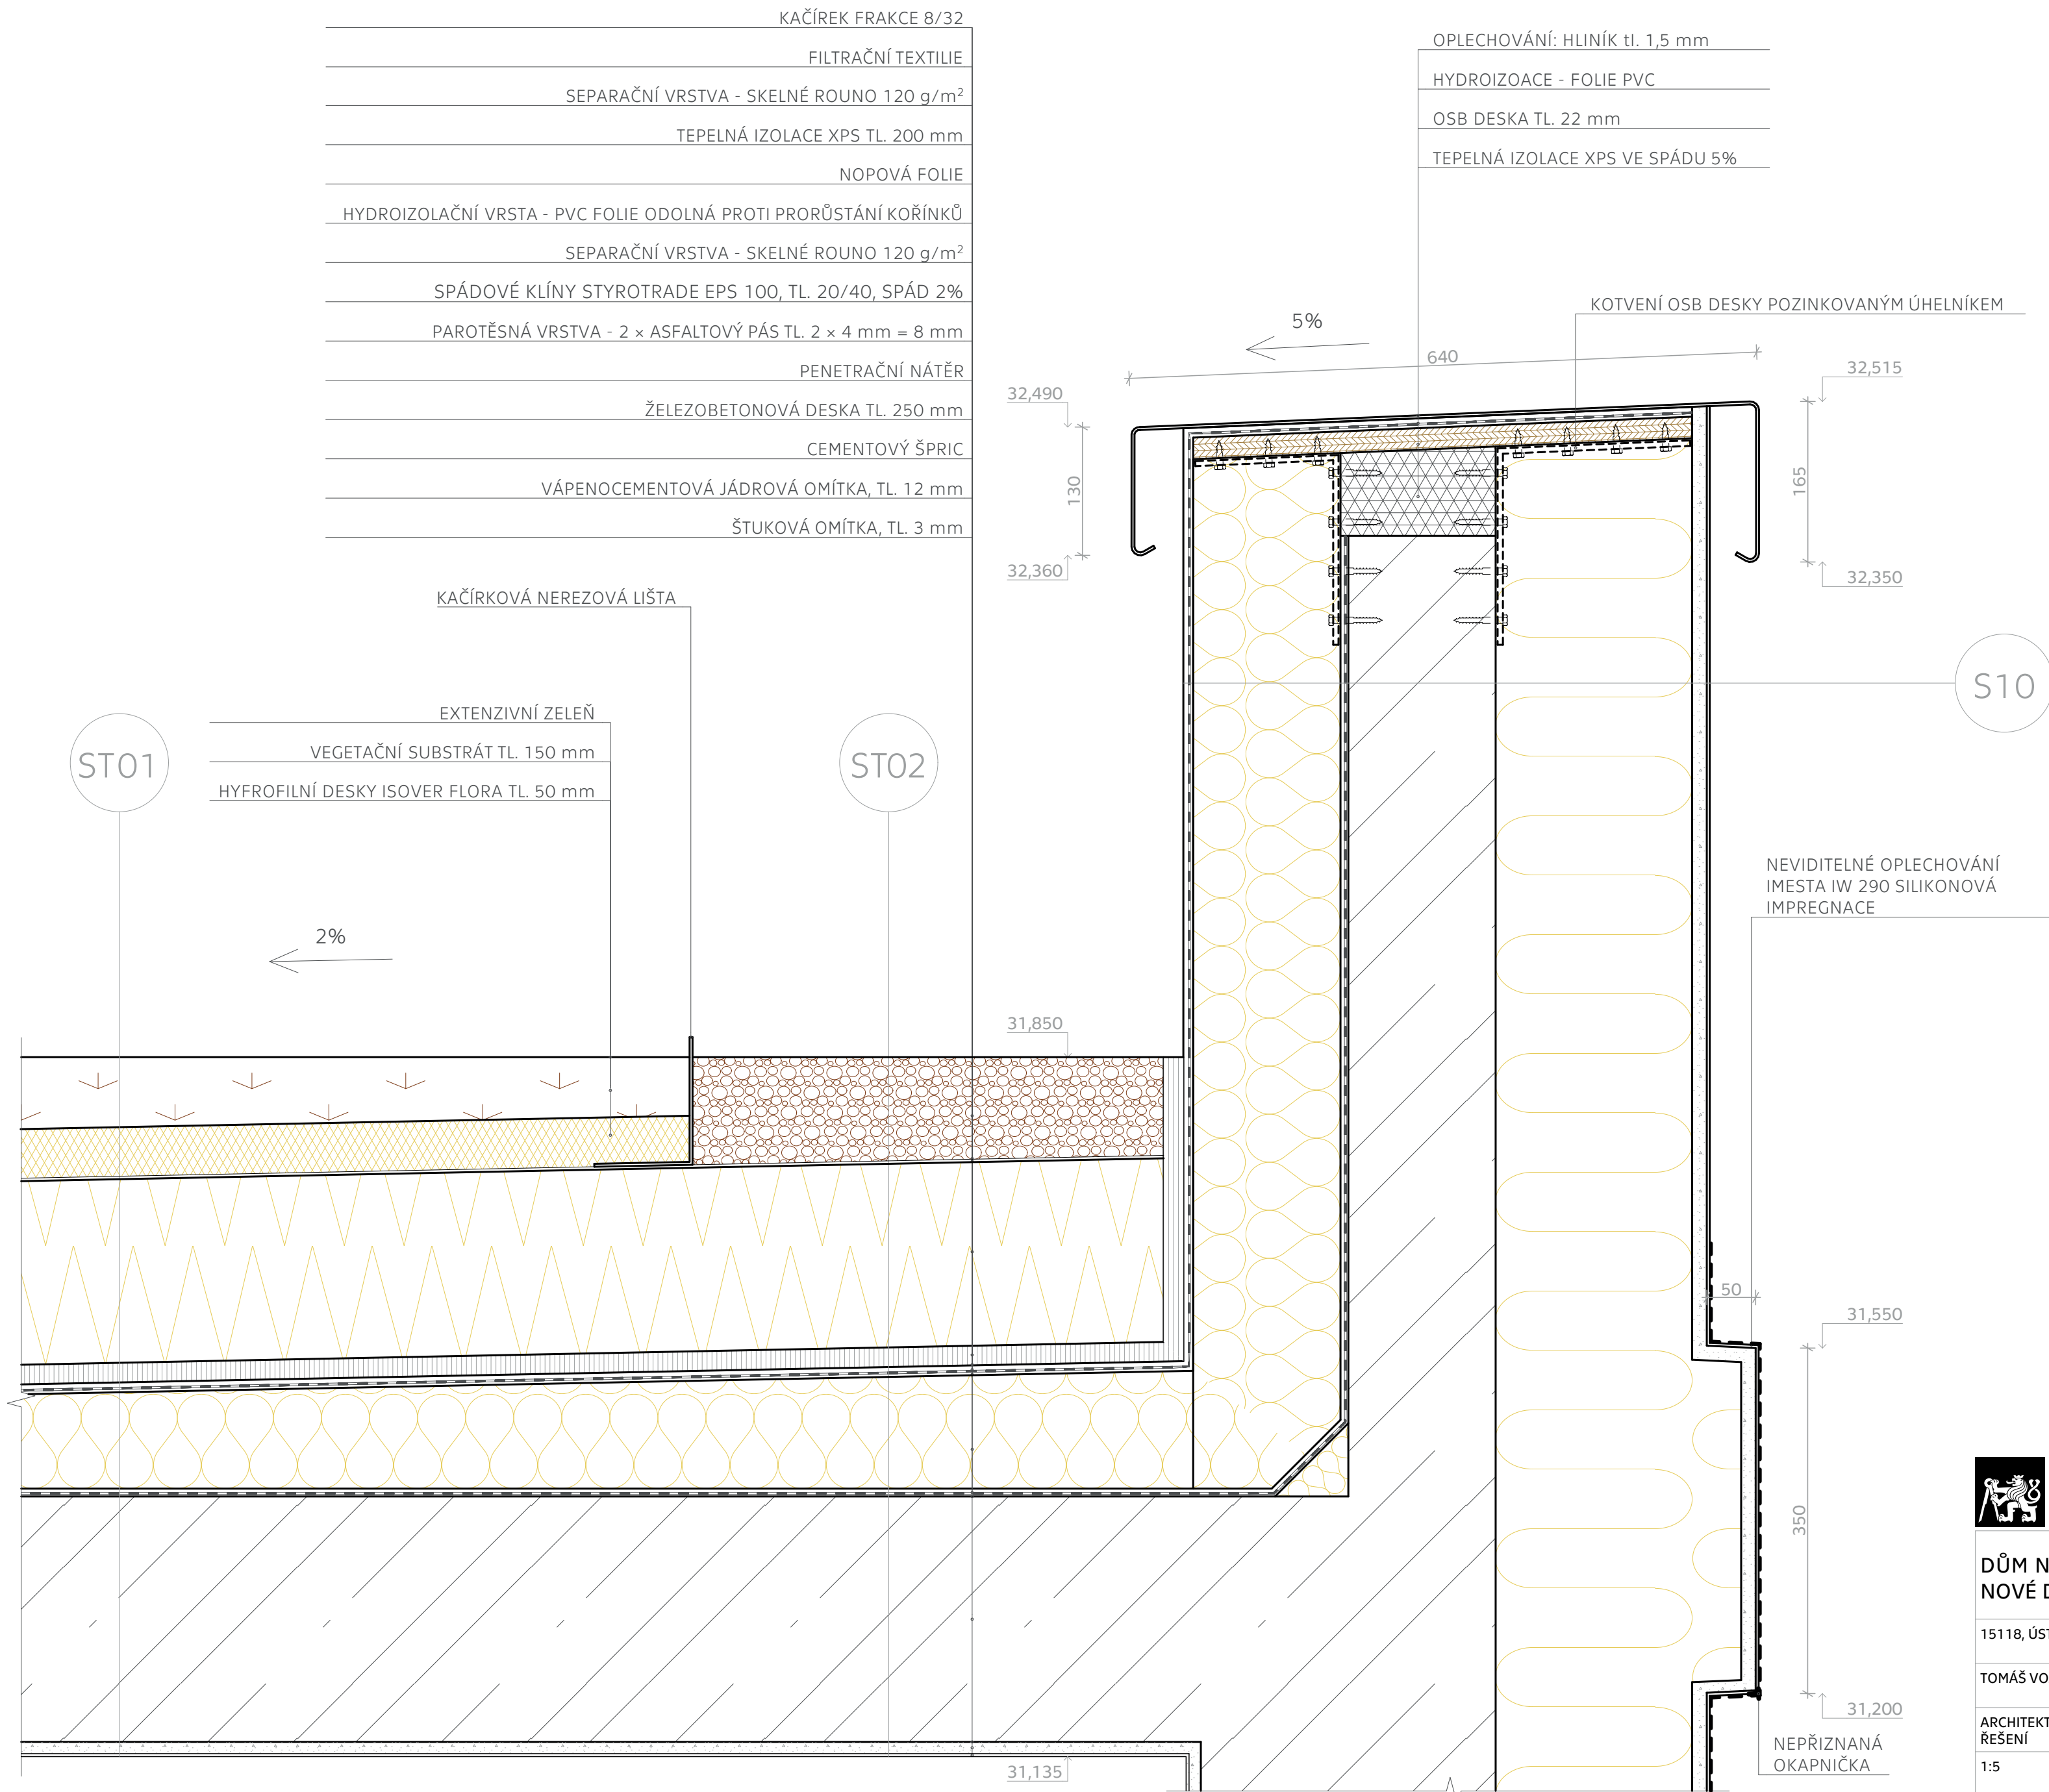 KAČÍREK FRAKCE 8/32
FILTRAČNÍ TEXTILIE
SEPARAČNÍ VRSTVA - SKELNÉ ROUNO 120 g/m²
TEPELNÁ IZOLACE XPS TL. 200 mm
NOPOVÁ FOLIE
HYDROIZOLAČNÍ VRSTA - PVC FOLIE ODOLNÁ PROTI PRORŮSTÁNÍ KOŘÍNKŮ
SEPARAČNÍ VRSTVA - SKELNÉ ROUNO 120 g/m²
SPÁDOVÉ KLÍNY STYROTRADE EPS 100, TL. 20/40, SPÁD 2%
PAROTĚSNÁ VRSTVA - 2 × ASFALTOVÝ PÁS TL. 2 × 4 mm = 8 mm
PENETRAČNÍ NÁTĚR
ŽELEZOBETONOVÁ DESKA TL. 250 mm
CEMENTOVÝ ŠPRIC
VÁPENOCEMENTOVÁ JÁDROVÁ OMÍTKA, TL. 12 mm
ŠTUKOVÁ OMÍTKA, TL. 3 mm
OPLECHOVÁNÍ: HLINÍK tl. 1,5 mm
HYDROIZOACE - FOLIE PVC
OSB DESKA TL. 22 mm
TEPELNÁ IZOLACE XPS VE SPÁDU 5%
KOTVENÍ OSB DESKY POZINKOVANÝM ÚHELNÍKEM
5%
640
32,490
130
32,360
32,515
165
32,350
KAČÍRKOVÁ NEREZOVÁ LIŠTA
EXTENZIVNÍ ZELEŇ
VEGETAČNÍ SUBSTRÁT TL. 150 mm
HYFROFILNÍ DESKY ISOVER FLORA TL. 50 mm
ST01
ST02
S10
2%
NEVIDITELNÉ OPLECHOVÁNÍ
IMESTA IW 290 SILIKONOVÁ
IMPREGNACE
31,850
50
31,550
350
31,200
NEPŘIZNANÁ
OKAPNIČKA
31,135
DŮM N
NOVÉ D
15118, ÚST
TOMÁŠ VO
ARCHITEKT
ŘEŠENÍ
1:5